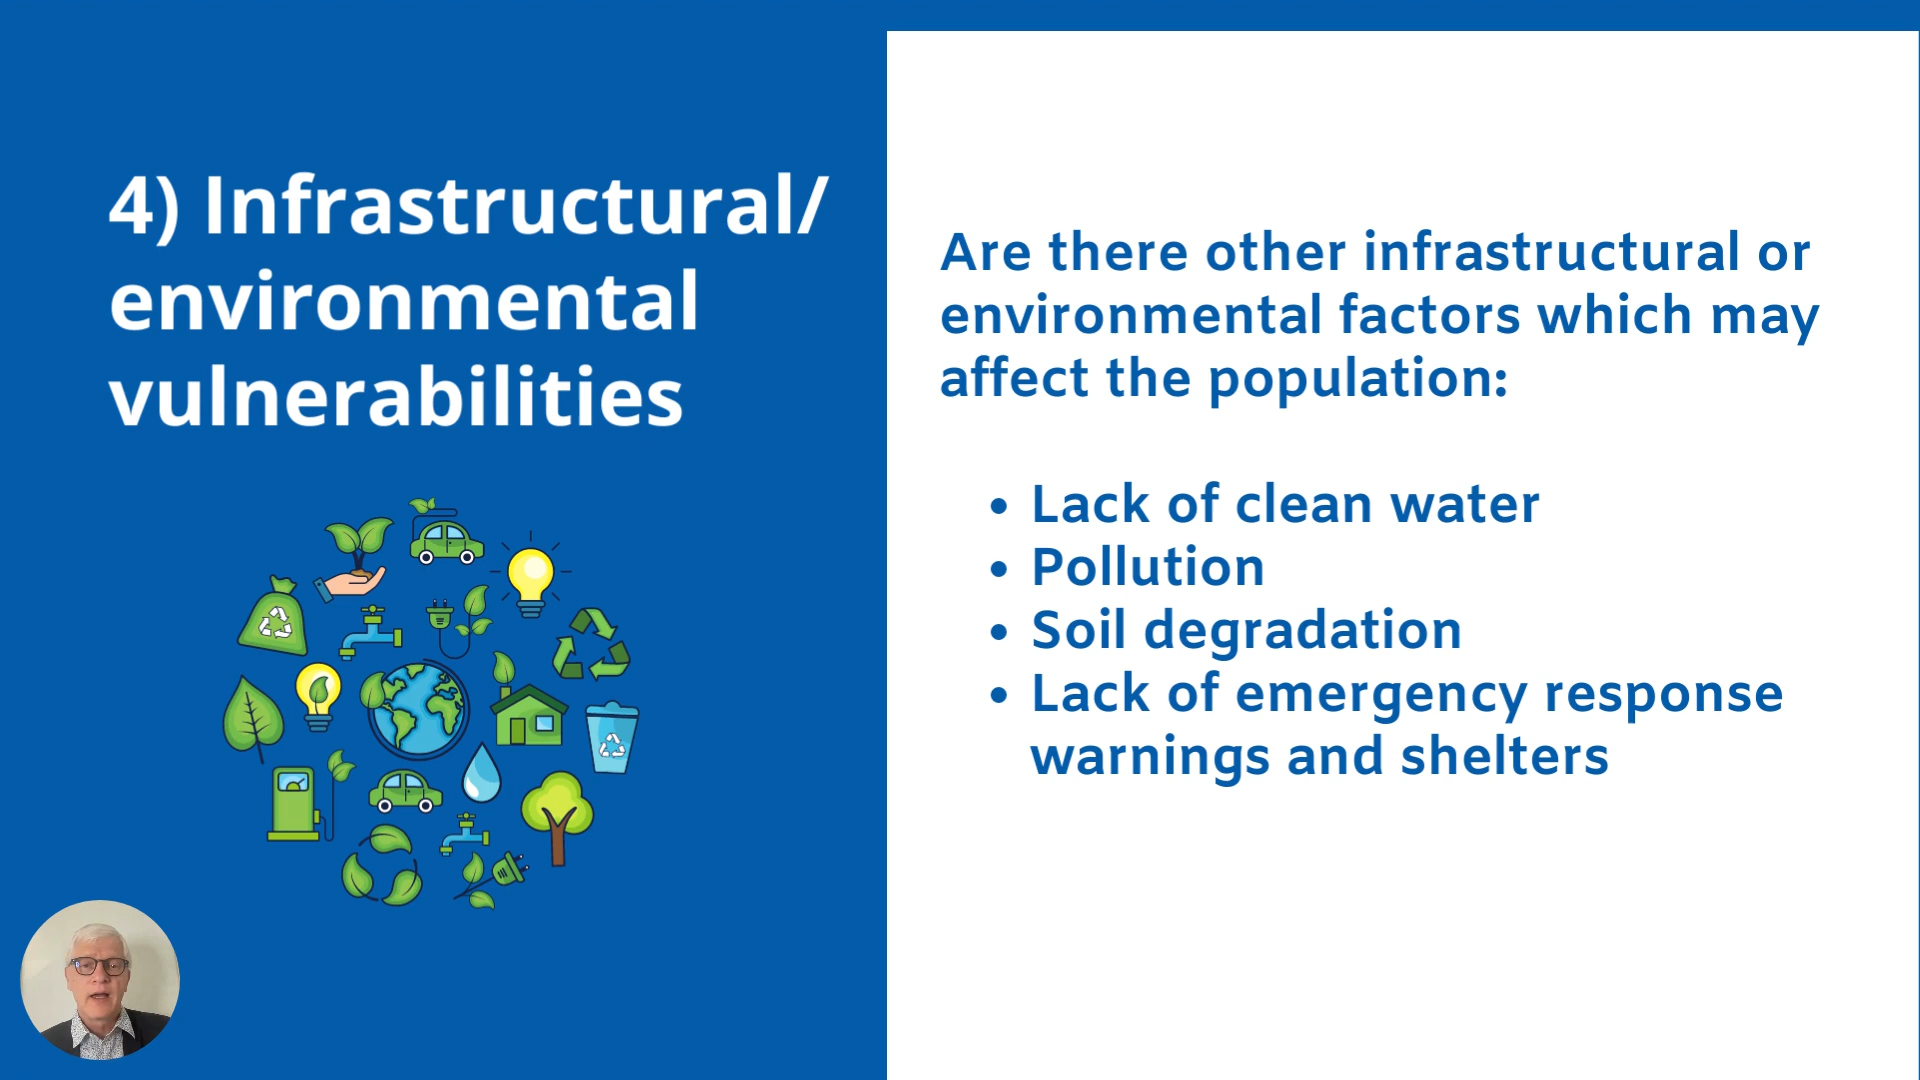 4) Infrastructural/
environmental
vulnerabilities
Are there other infrastructural or
environmental factors which may
affect the population:
• Lack of clean water
• Pollution
• Soil degradation
• Lack of emergency response
warnings and shelters